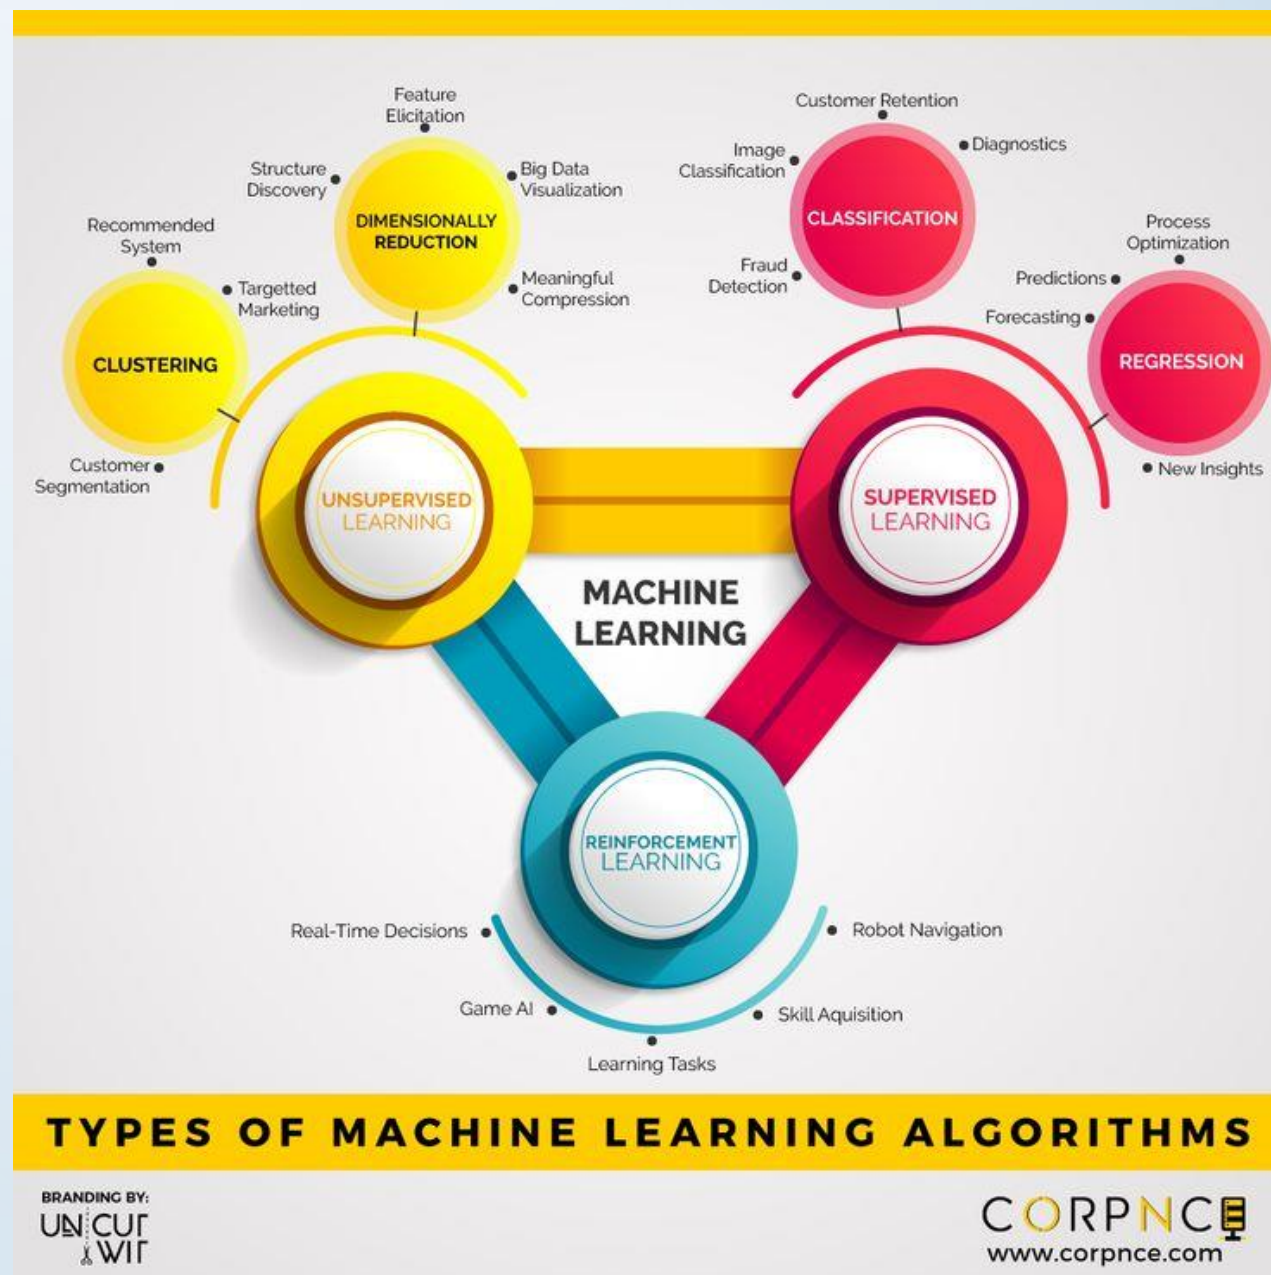 Feature
Elicitation
Structure
Discovery
Big Data
Visualization
DIMENSIONALLY
REDUCTION
Meaningful
Compression
Recommended
System
Targetted
Marketing
CLUSTERING
Customer
Segmentation
Customer Retention
Image
Classification
Diagnostics
CLASSIFICATION
Fraud
Detection
Process
Optimization
Predictions
Forecasting
REGRESSION
New Insights
UNSUPERVISED
LEARNING
SUPERVISED
LEARNING
MACHINE
LEARNING
REINFORCEMENT
LEARNING
Real-Time Decisions
Robot Navigation
Game AI
Skill Aquisition
Learning Tasks
TYPES OF MACHINE LEARNING ALGORITHMS
BRANDING BY:
UNCUT
WIT
CORPNCE
www.corpnce.com